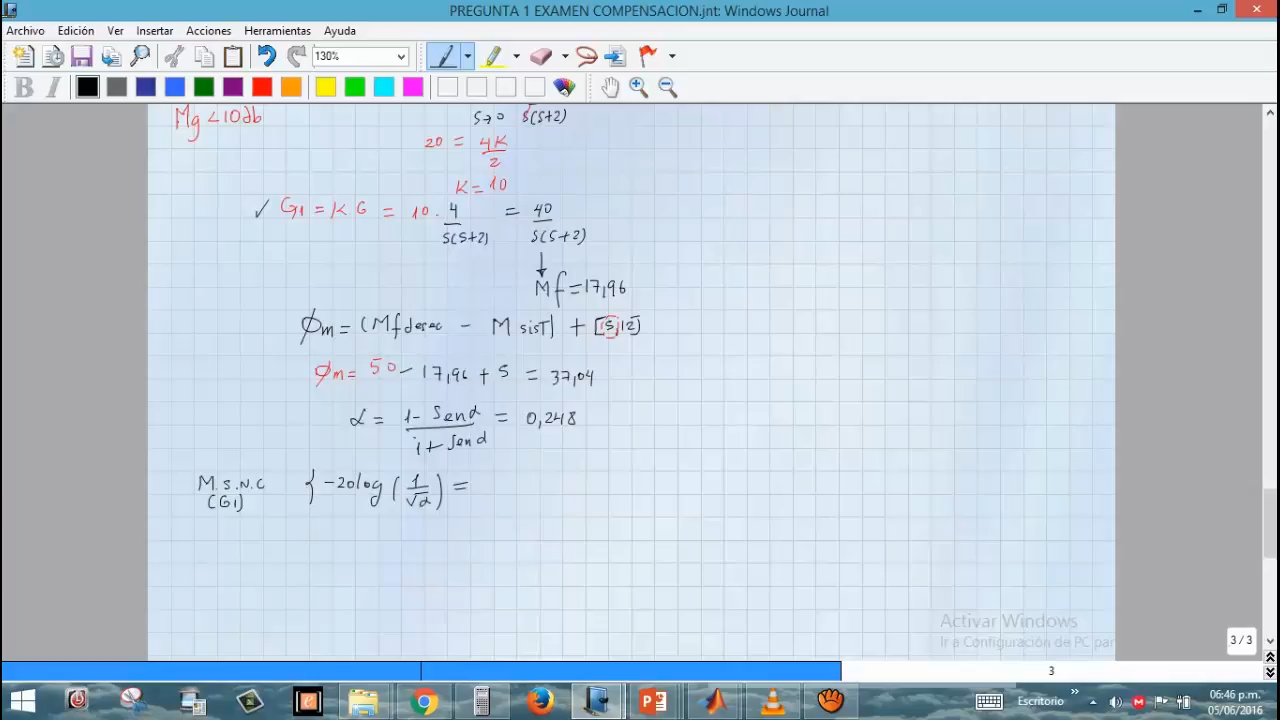 PREGUNTA 1 EXAMEN COMPENSACION.jnt: Windows Journal
Archivo Edición Ver Insertar Acciones Herramientas Ayuda
130%
B I
Mg < 10db
s→0 s(s+2)
20 = 4K
2
K = 10
✓ G1 = K G = 10 . 4 = 40
s(s+2) s(s+2)
↓
Mf = 17,96
Øm = (Mf desec - M sisT) + [5,12]
Øm = 50 - 17,96 + 5 = 37,04
α = 1 - Send = 0,248
1 + Send
M.S.N.C { -20log ( 1 ) =
√α
(G1)
Activar Windows
Ir a Configuración de PC par
3 / 3
3
Escritorio
06:46 p.m.
05/06/2016